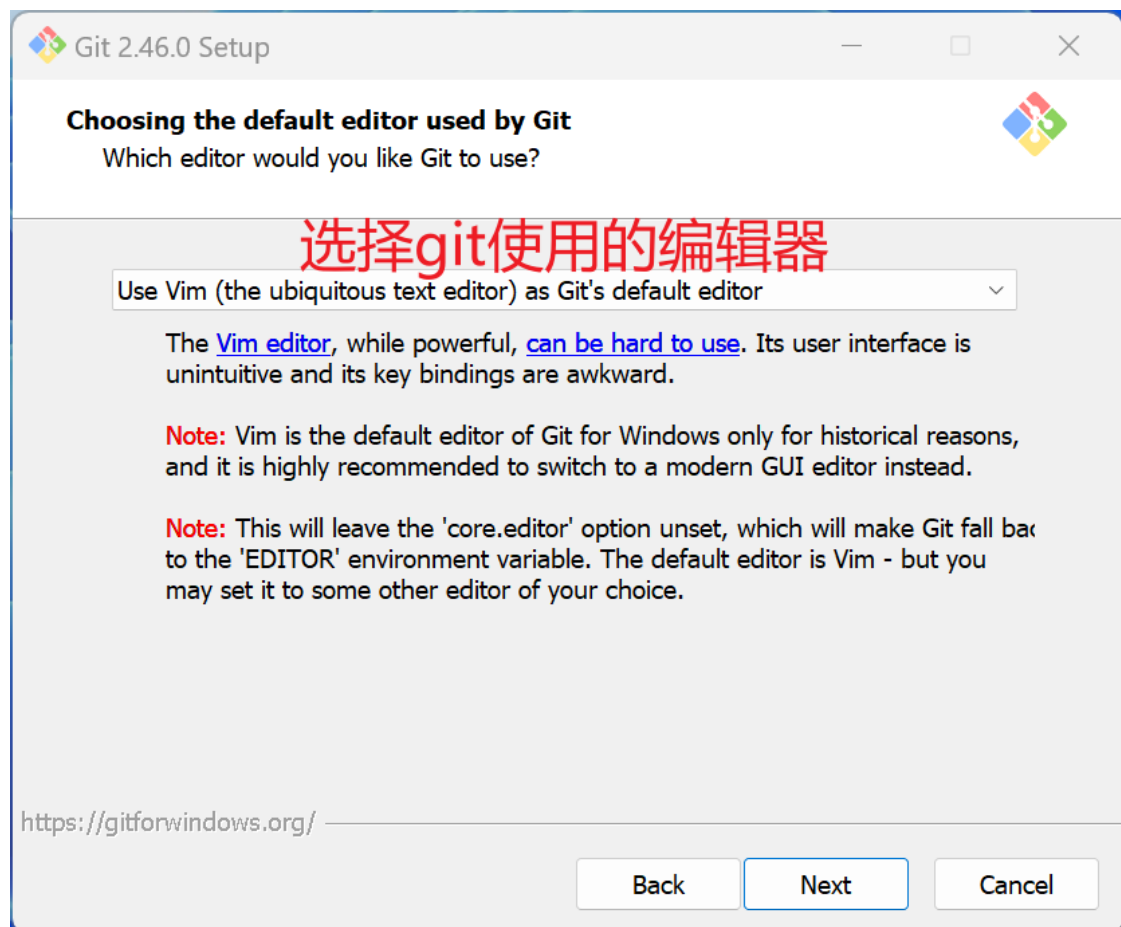 Git 2.46.0 Setup
Choosing the default editor used by Git
Which editor would you like Git to use?
选择git使用的编辑器
Use Vim (the ubiquitous text editor) as Git's default editor
The Vim editor, while powerful, can be hard to use. Its user interface is
unintuitive and its key bindings are awkward.
Note: Vim is the default editor of Git for Windows only for historical reasons,
and it is highly recommended to switch to a modern GUI editor instead.
Note: This will leave the 'core.editor' option unset, which will make Git fall bac
to the 'EDITOR' environment variable. The default editor is Vim - but you
may set it to some other editor of your choice.
https://gitforwindows.org/
Back Next Cancel